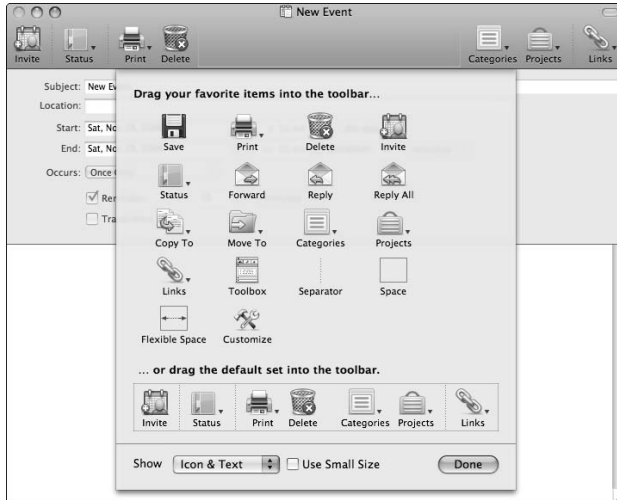 New Event
Invite Status Print Delete Categories Projects Links
Subject: New Ev
Location:
Start: Sat, No
End: Sat, No
Occurs: Once
Drag your favorite items into the toolbar...
Save Print Delete Invite
Status Forward Reply Reply All
Copy To Move To Categories Projects
Links Toolbox Separator Space
Flexible Space Customize
... or drag the default set into the toolbar.
Invite Status Print Delete Categories Projects Links
Show Icon & Text Use Small Size Done